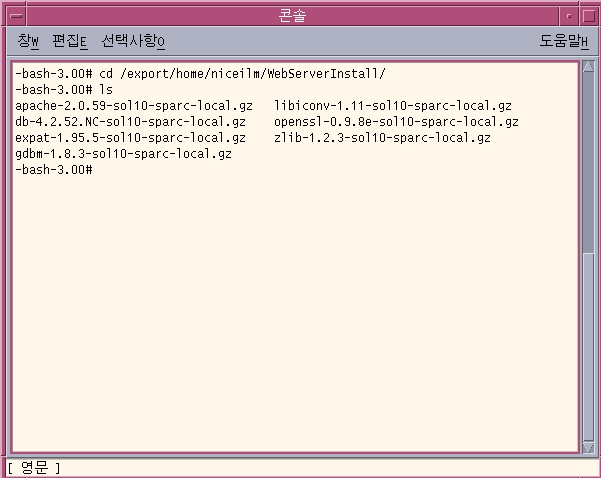 콘솔
창W 편집E 선택사항O 도움말H
-bash-3.00# cd /export/home/niceilm/WebServerInstall/
-bash-3.00# ls
apache-2.0.59-sol10-sparc-local.gz libiconv-1.11-sol10-sparc-local.gz
db-4.2.52.NC-sol10-sparc-local.gz openssl-0.9.8e-sol10-sparc-local.gz
expat-1.95.5-sol10-sparc-local.gz zlib-1.2.3-sol10-sparc-local.gz
gdbm-1.8.3-sol10-sparc-local.gz
-bash-3.00#
[ 영문 ]